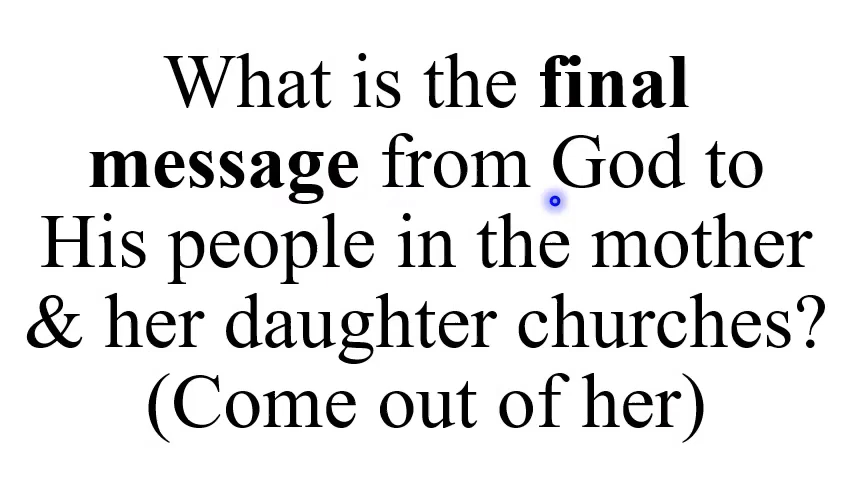 What is the final
message from God to
His people in the mother
& her daughter churches?
(Come out of her)